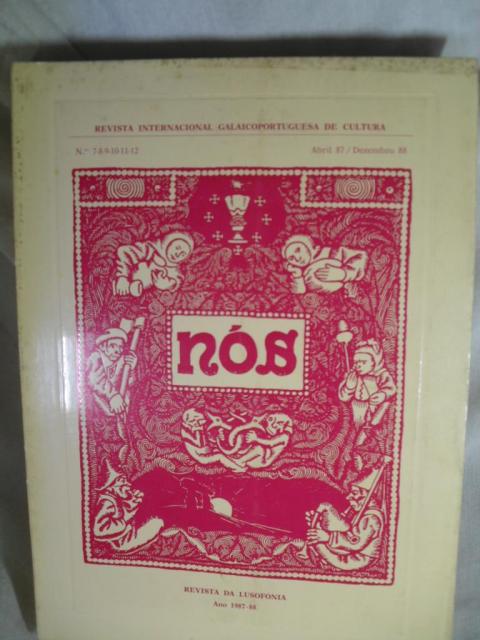 REVISTA INTERNACIONAL GALAICOPORTUGUESA DE CULTURA
N.os 7-8-9-10-11-12
Abril 87 / Dezembro 88
NÓS
REVISTA DA LUSOFONIA
Ano 1987-88